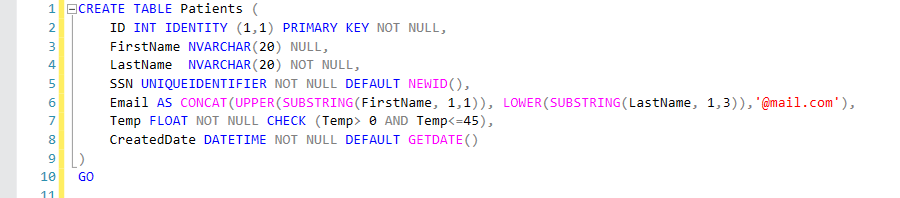 1 CREATE TABLE Patients (
2 ID INT IDENTITY (1,1) PRIMARY KEY NOT NULL,
3 FirstName NVARCHAR(20) NULL,
4 LastName  NVARCHAR(20) NOT NULL,
5 SSN UNIQUEIDENTIFIER NOT NULL DEFAULT NEWID(),
6 Email AS CONCAT(UPPER(SUBSTRING(FirstName, 1,1)), LOWER(SUBSTRING(LastName, 1,3)),'@mail.com'),
7 Temp FLOAT NOT NULL CHECK (Temp> 0 AND Temp<=45),
8 CreatedDate DATETIME NOT NULL DEFAULT GETDATE()
9 )
10 GO
11